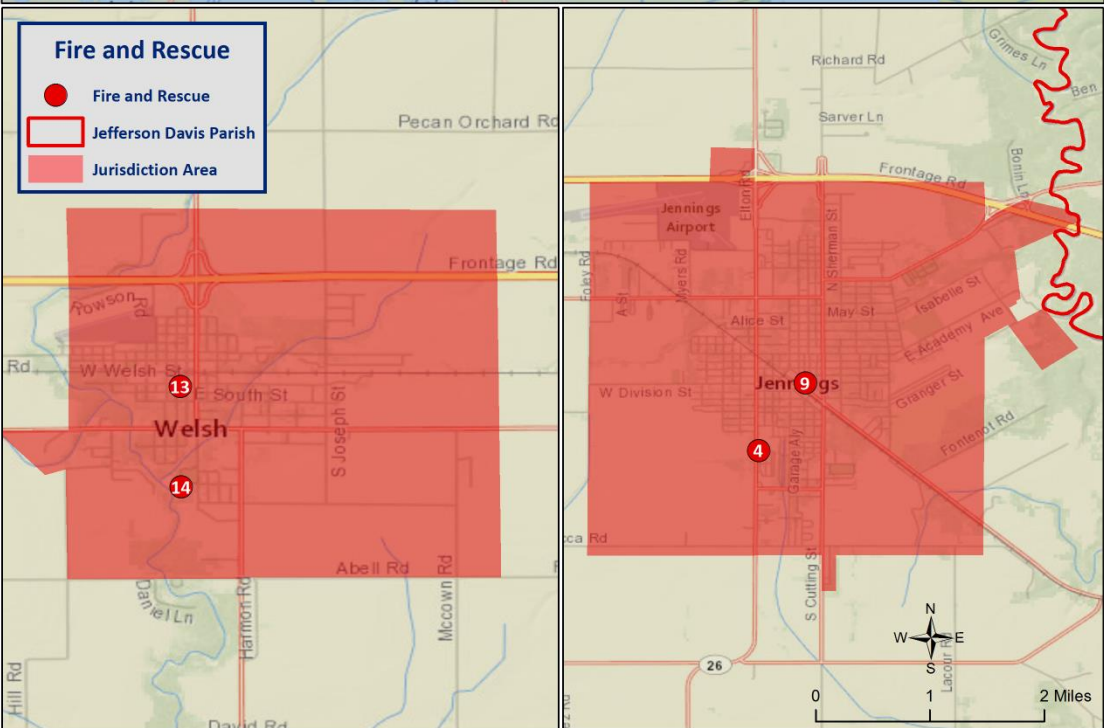 Fire and Rescue
Fire and Rescue
Jefferson Davis Parish
Jurisdiction Area
Pecan Orchard Rd
Frontage Rd
Towson
Rd
Rd
W Welsh St
13
E South St
Welsh
S Joseph St
14
Abell Rd
Daniel Ln
Harmon Rd
Mccown Rd
Hill Rd
David Rd
Grimes Ln
Richard Rd
Ben
Sarver Ln
Bonin Ln
Frontage Rd
Elton Rd
Jennings
Airport
N Sherman St
Foley Rd
Myers Rd
A St
Isabelle St
Alice St
May St
E Academy Ave
Jennings
9
W Division St
Granger St
Fontenot Rd
4
Garage Aly
cca Rd
S Cutting St
N
W
E
S
26
Lacour Rd
0
1
2 Miles